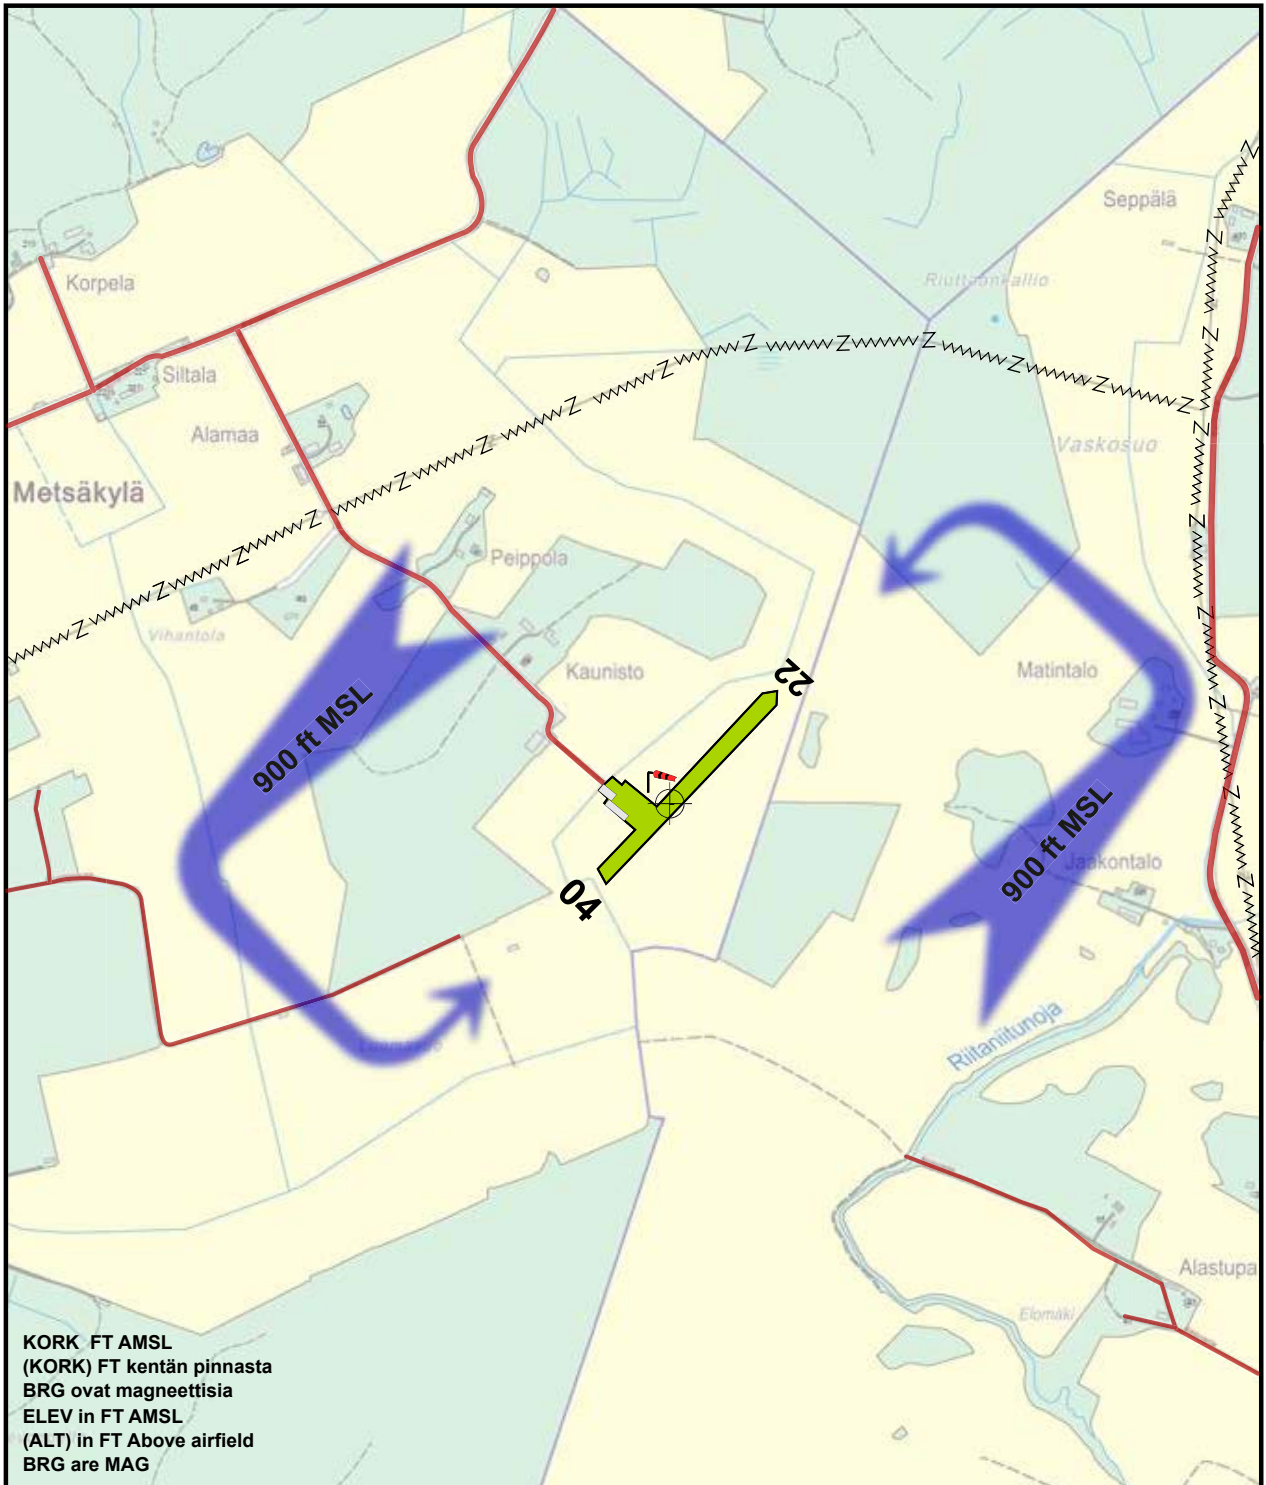 Seppälä
Riuttaankallio
Korpela
Siltala
Alamaa
Vaskosuo
Metsäkylä
Peippola
Vihantola
Kaunisto
Matintalo
22
900 ft MSL
900 ft MSL
Jaakontalo
04
Riitaniitunoja
Alastupa
Elomäki
KORK FT AMSL
(KORK) FT kentän pinnasta
BRG ovat magneettisia
ELEV in FT AMSL
(ALT) in FT Above airfield
BRG are MAG